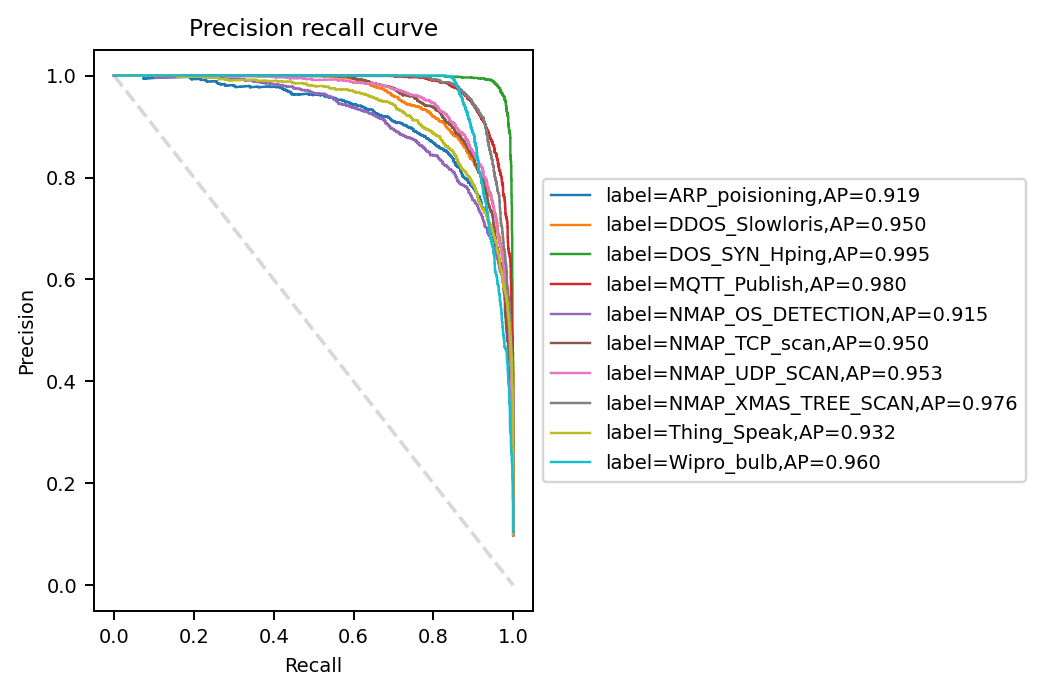 Precision recall curve
1.0
0.8
0.6
0.4
0.2
0.0
Precision
0.0 0.2 0.4 0.6 0.8 1.0
Recall
label=ARP_poisioning,AP=0.919
label=DDOS_Slowloris,AP=0.950
label=DOS_SYN_Hping,AP=0.995
label=MQTT_Publish,AP=0.980
label=NMAP_OS_DETECTION,AP=0.915
label=NMAP_TCP_scan,AP=0.950
label=NMAP_UDP_SCAN,AP=0.953
label=NMAP_XMAS_TREE_SCAN,AP=0.976
label=Thing_Speak,AP=0.932
label=Wipro_bulb,AP=0.960